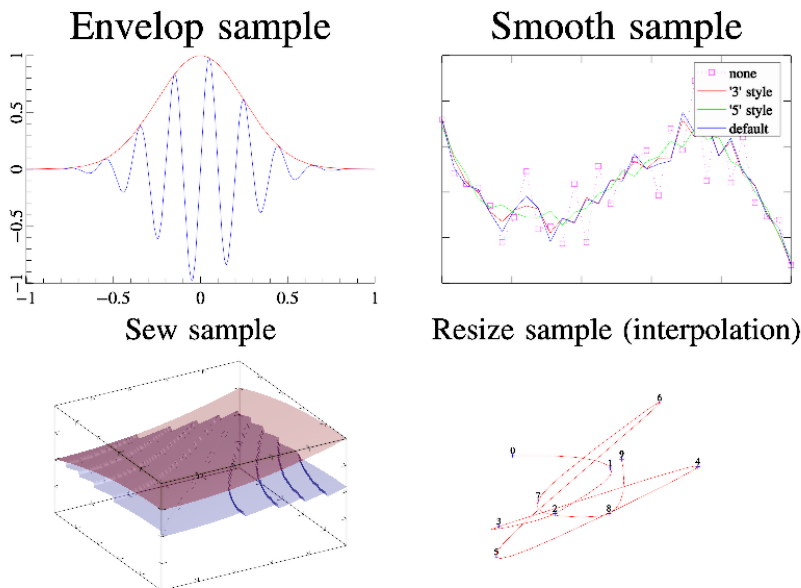 Envelop sample
Smooth sample
1
0.5
0
−0.5
−1
−1
−0.5
0
0.5
1
none
'3' style
'5' style
default
Sew sample
Resize sample (interpolation)
6
0
1
9
4
7
3
2
8
5